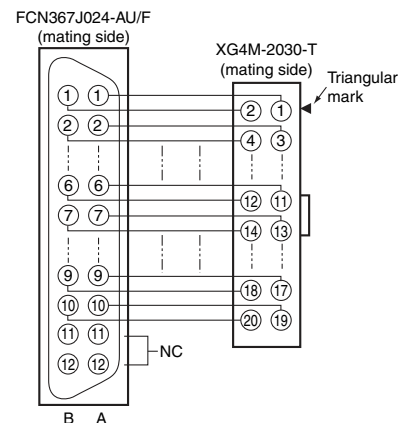 FCN367J024-AU/F
(mating side)
XG4M-2030-T
(mating side)
Triangular
mark
1 1
2 1
2 2
4 3
6 6
12 11
7 7
14 13
9 9
18 17
10 10
20 19
11 11
NC
12 12
B A